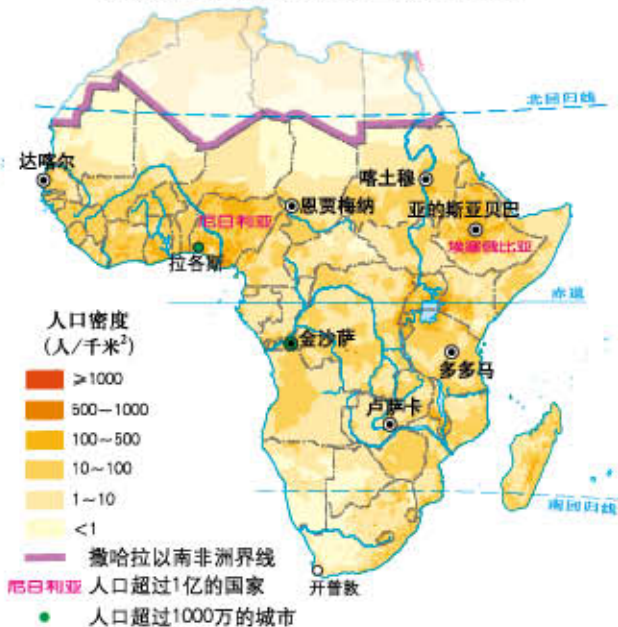 北回归线
达喀尔
喀土穆
恩贾梅纳
亚的斯亚贝巴
尼日利亚
埃塞俄比亚
拉各斯
赤道
人口密度
(人/千米²)
金沙萨
多多马
≥1000
500～1000
卢萨卡
100～500
10～100
1～10
南回归线
<1
撒哈拉以南非洲界线
尼日利亚 人口超过1亿的国家
开普敦
人口超过1000万的城市